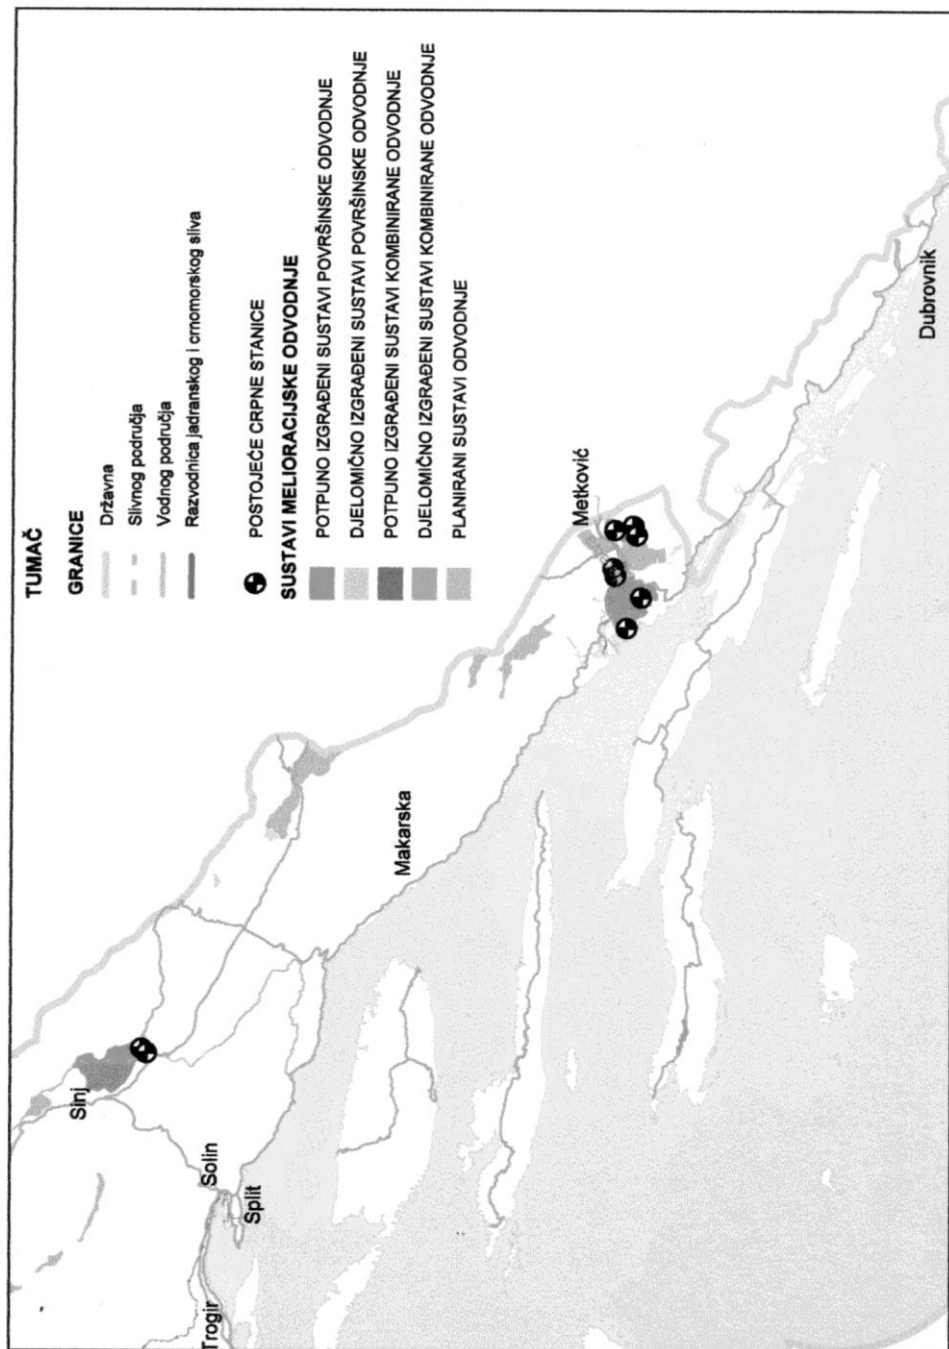 TUMAČ
GRANICE
Državna
Slivnog područja
Vodnog područja
Razvodnica jadranskog i crnomorskog sliva
POSTOJEĆE CRPNE STANICE
SUSTAVI MELIORACIJSKE ODVODNJE
POTPUNO IZGRAĐENI SUSTAVI POVRŠINSKE ODVODNJE
DJELOMIČNO IZGRAĐENI SUSTAVI POVRŠINSKE ODVODNJE
POTPUNO IZGRAĐENI SUSTAVI KOMBINIRANE ODVODNJE
DJELOMIČNO IZGRAĐENI SUSTAVI KOMBINIRANE ODVODNJE
PLANIRANI SUSTAVI ODVODNJE
Sinj
Trogir
Solin
Split
Makarska
Metković
Dubrovnik